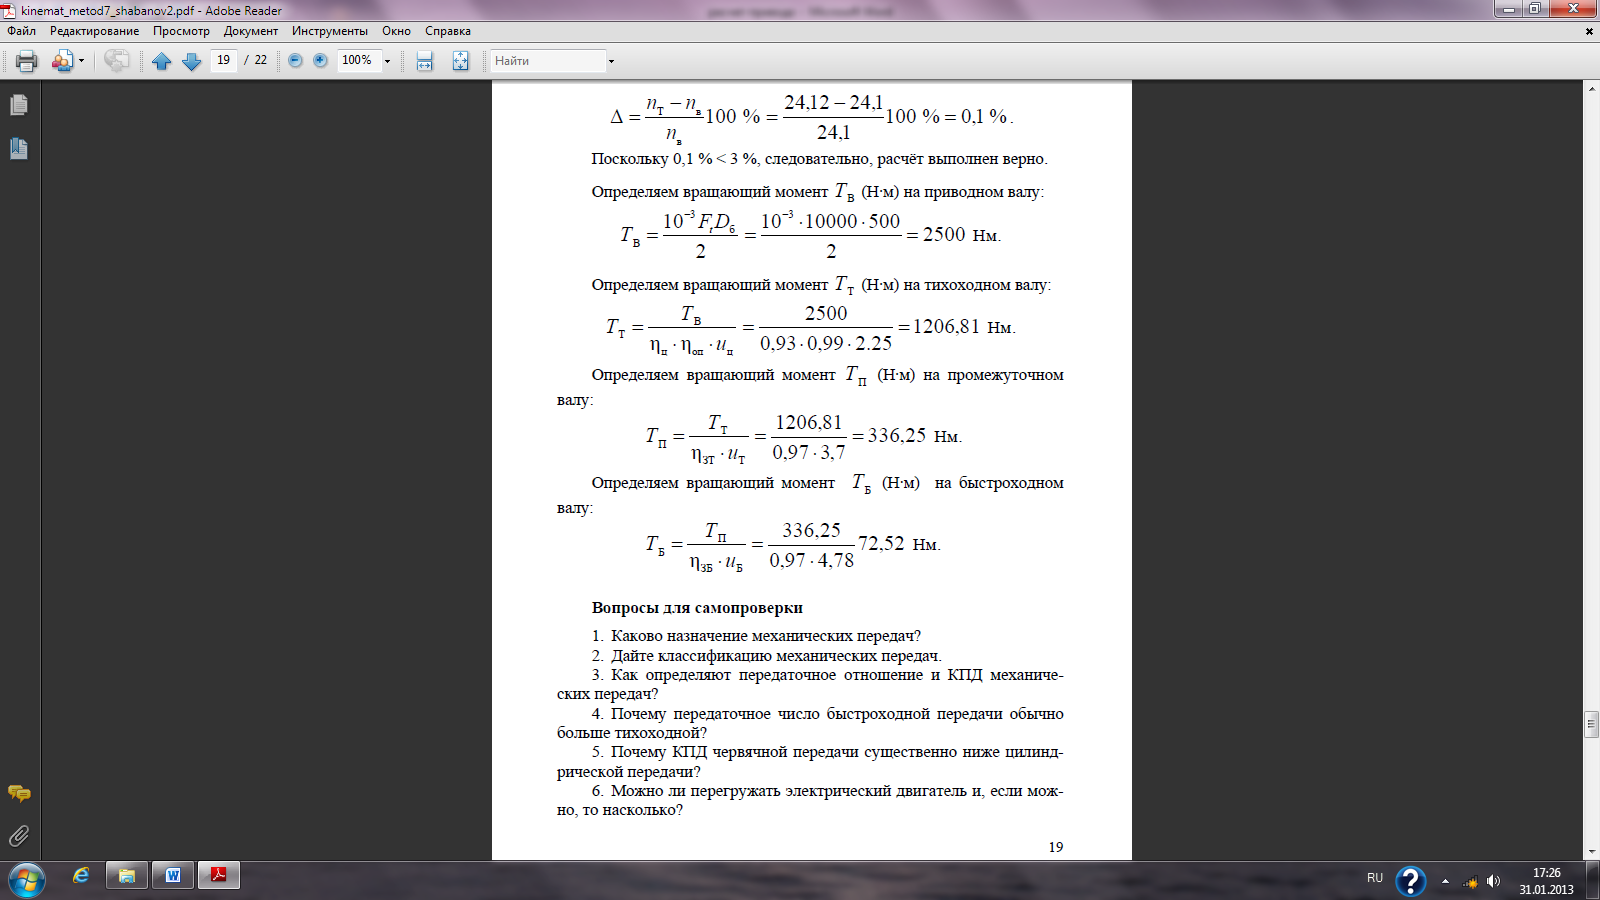 kinemat_metod7_shabanov2.pdf - Adobe Reader
Файл Редактирование Просмотр Документ Инструменты Окно Справка
19 / 22 100% Найти
Δ = (n_Т − n_в)/n_в 100 % = (24,12 − 24,1)/24,1 100 % = 0,1 % .
Поскольку 0,1 % < 3 %, следовательно, расчёт выполнен верно.
Определяем вращающий момент T_В (Н·м) на приводном валу:
T_В = (10⁻³ F_t D_б)/2 = (10⁻³ · 10000 · 500)/2 = 2500 Нм.
Определяем вращающий момент T_Т (Н·м) на тихоходном валу:
T_Т = T_В/(η_ц · η_оп · u_ц) = 2500/(0,93 · 0,99 · 2.25) = 1206,81 Нм.
Определяем вращающий момент T_П (Н·м) на промежуточном
валу:
T_П = T_Т/(η_ЗТ · u_Т) = 1206,81/(0,97 · 3,7) = 336,25 Нм.
Определяем вращающий момент T_Б (Н·м) на быстроходном
валу:
T_Б = T_П/(η_ЗБ · u_Б) = 336,25/(0,97 · 4,78) 72,52 Нм.
Вопросы для самопроверки
1. Каково назначение механических передач?
2. Дайте классификацию механических передач.
3. Как определяют передаточное отношение и КПД механиче-
ских передач?
4. Почему передаточное число быстроходной передачи обычно
больше тихоходной?
5. Почему КПД червячной передачи существенно ниже цилинд-
рической передачи?
6. Можно ли перегружать электрический двигатель и, если мож-
но, то насколько?
19
RU
17:26
31.01.2013